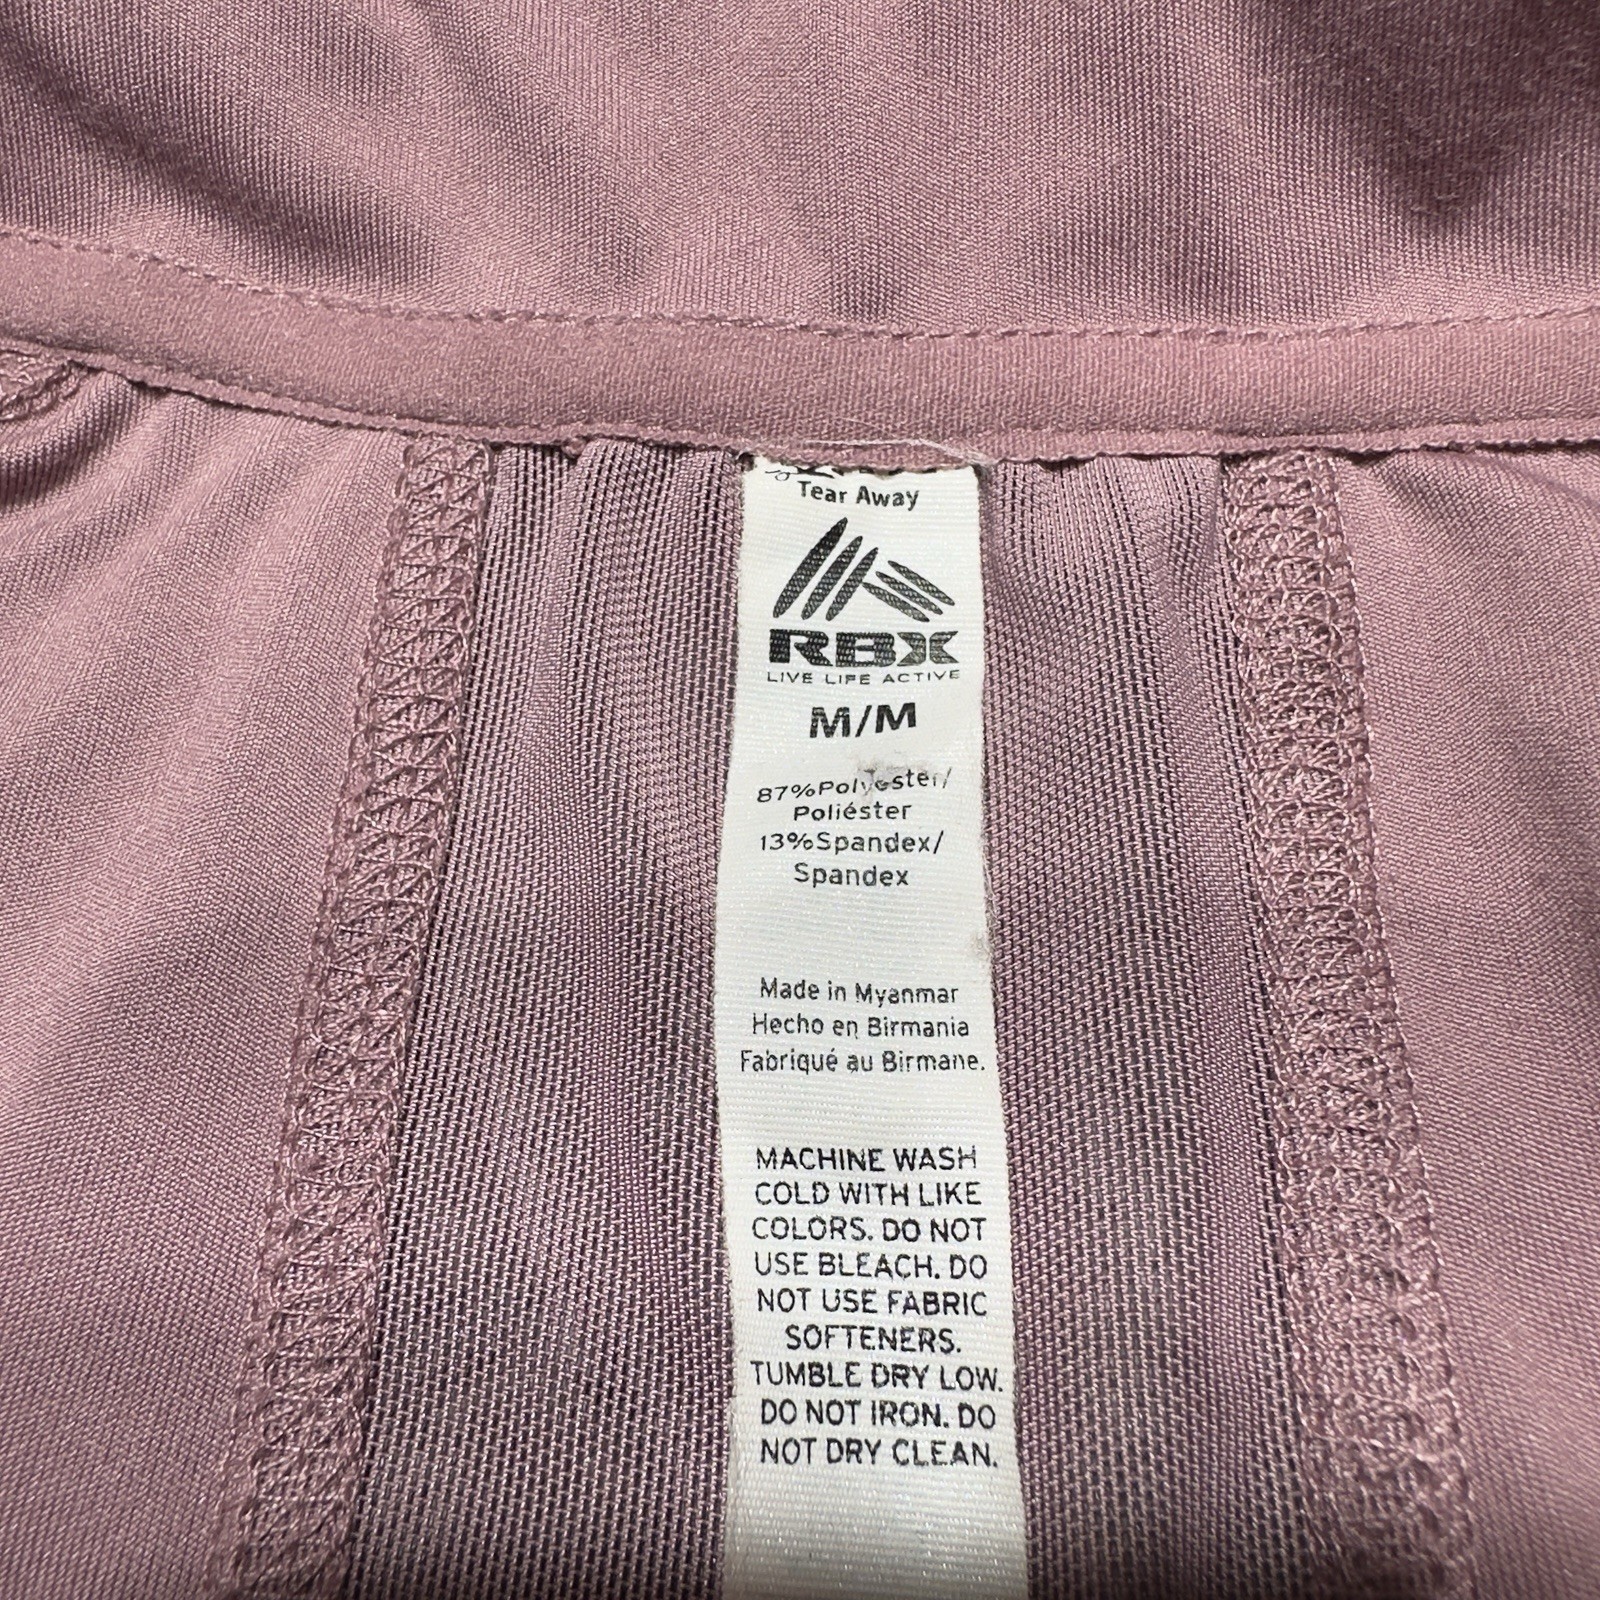 Tear Away
RBX
LIVE LIFE ACTIVE
M/M
87%Polyester/
Poliéster
13%Spandex/
Spandex
Made in Myanmar
Hecho en Birmania
Fabriqué au Birmane.
MACHINE WASH
COLD WITH LIKE
COLORS. DO NOT
USE BLEACH. DO
NOT USE FABRIC
SOFTENERS.
TUMBLE DRY LOW.
DO NOT IRON. DO
NOT DRY CLEAN.